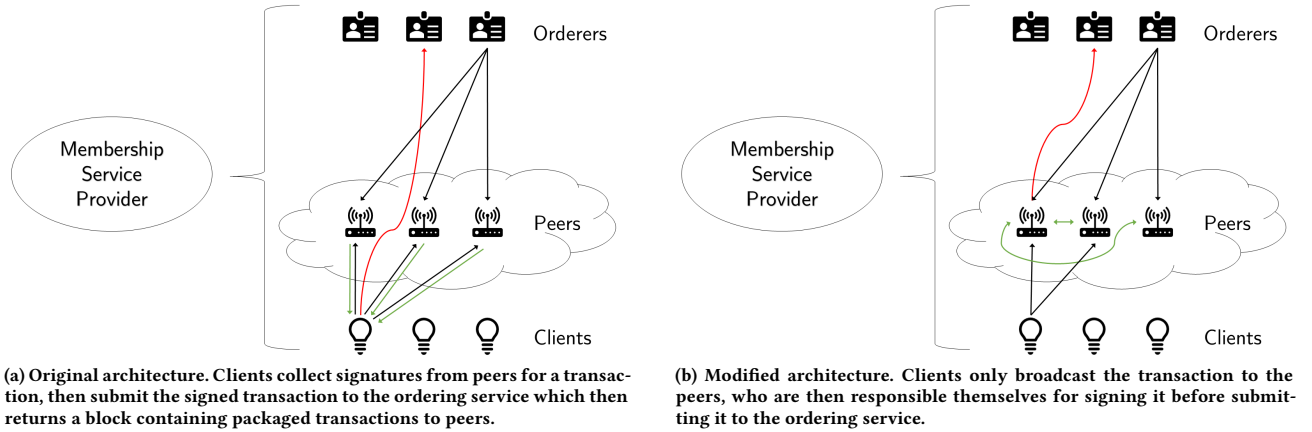 Orderers
Membership
Service
Provider
Peers
Clients
(a) Original architecture. Clients collect signatures from peers for a transac-
tion, then submit the signed transaction to the ordering service which then
returns a block containing packaged transactions to peers.
Orderers
Membership
Service
Provider
Peers
Clients
(b) Modified architecture. Clients only broadcast the transaction to the
peers, who are then responsible themselves for signing it before submit-
ting it to the ordering service.